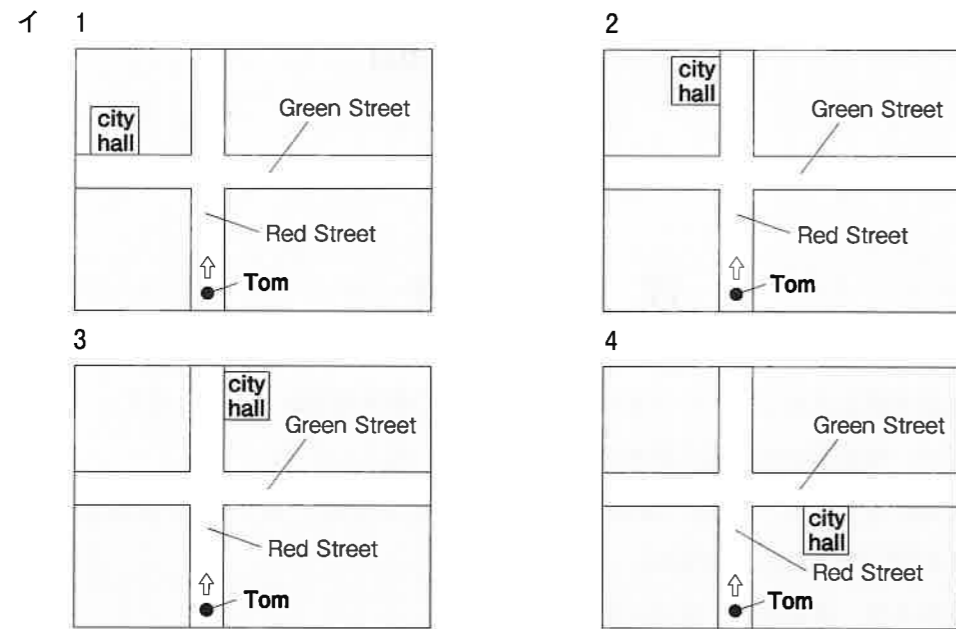 イ 1 2
city
hall
Green Street
Red Street
Tom
city
hall
Green Street
Red Street
Tom
3 4
city
hall
Green Street
Red Street
Tom
Green Street
city
hall
Red Street
Tom